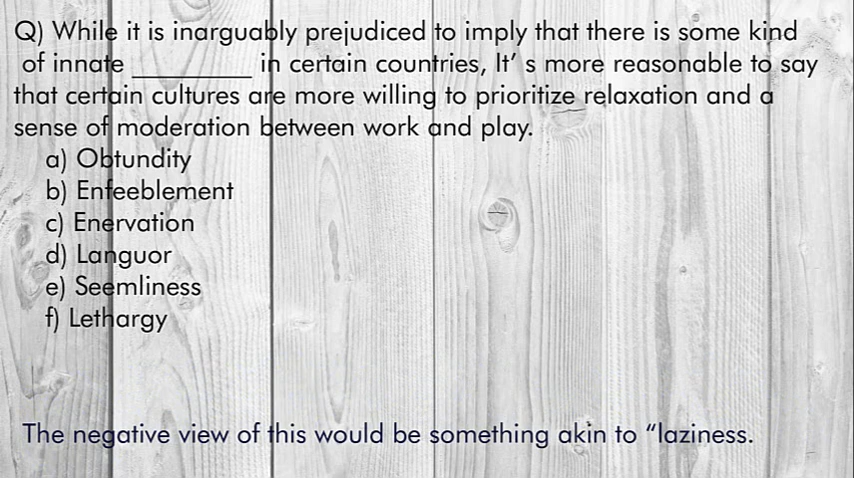 Q) While it is inarguably prejudiced to imply that there is some kind
of innate __________ in certain countries, It' s more reasonable to say
that certain cultures are more willing to prioritize relaxation and a
sense of moderation between work and play.
a) Obtundity
b) Enfeeblement
c) Enervation
d) Languor
e) Seemliness
f) Lethargy
The negative view of this would be something akin to “laziness.